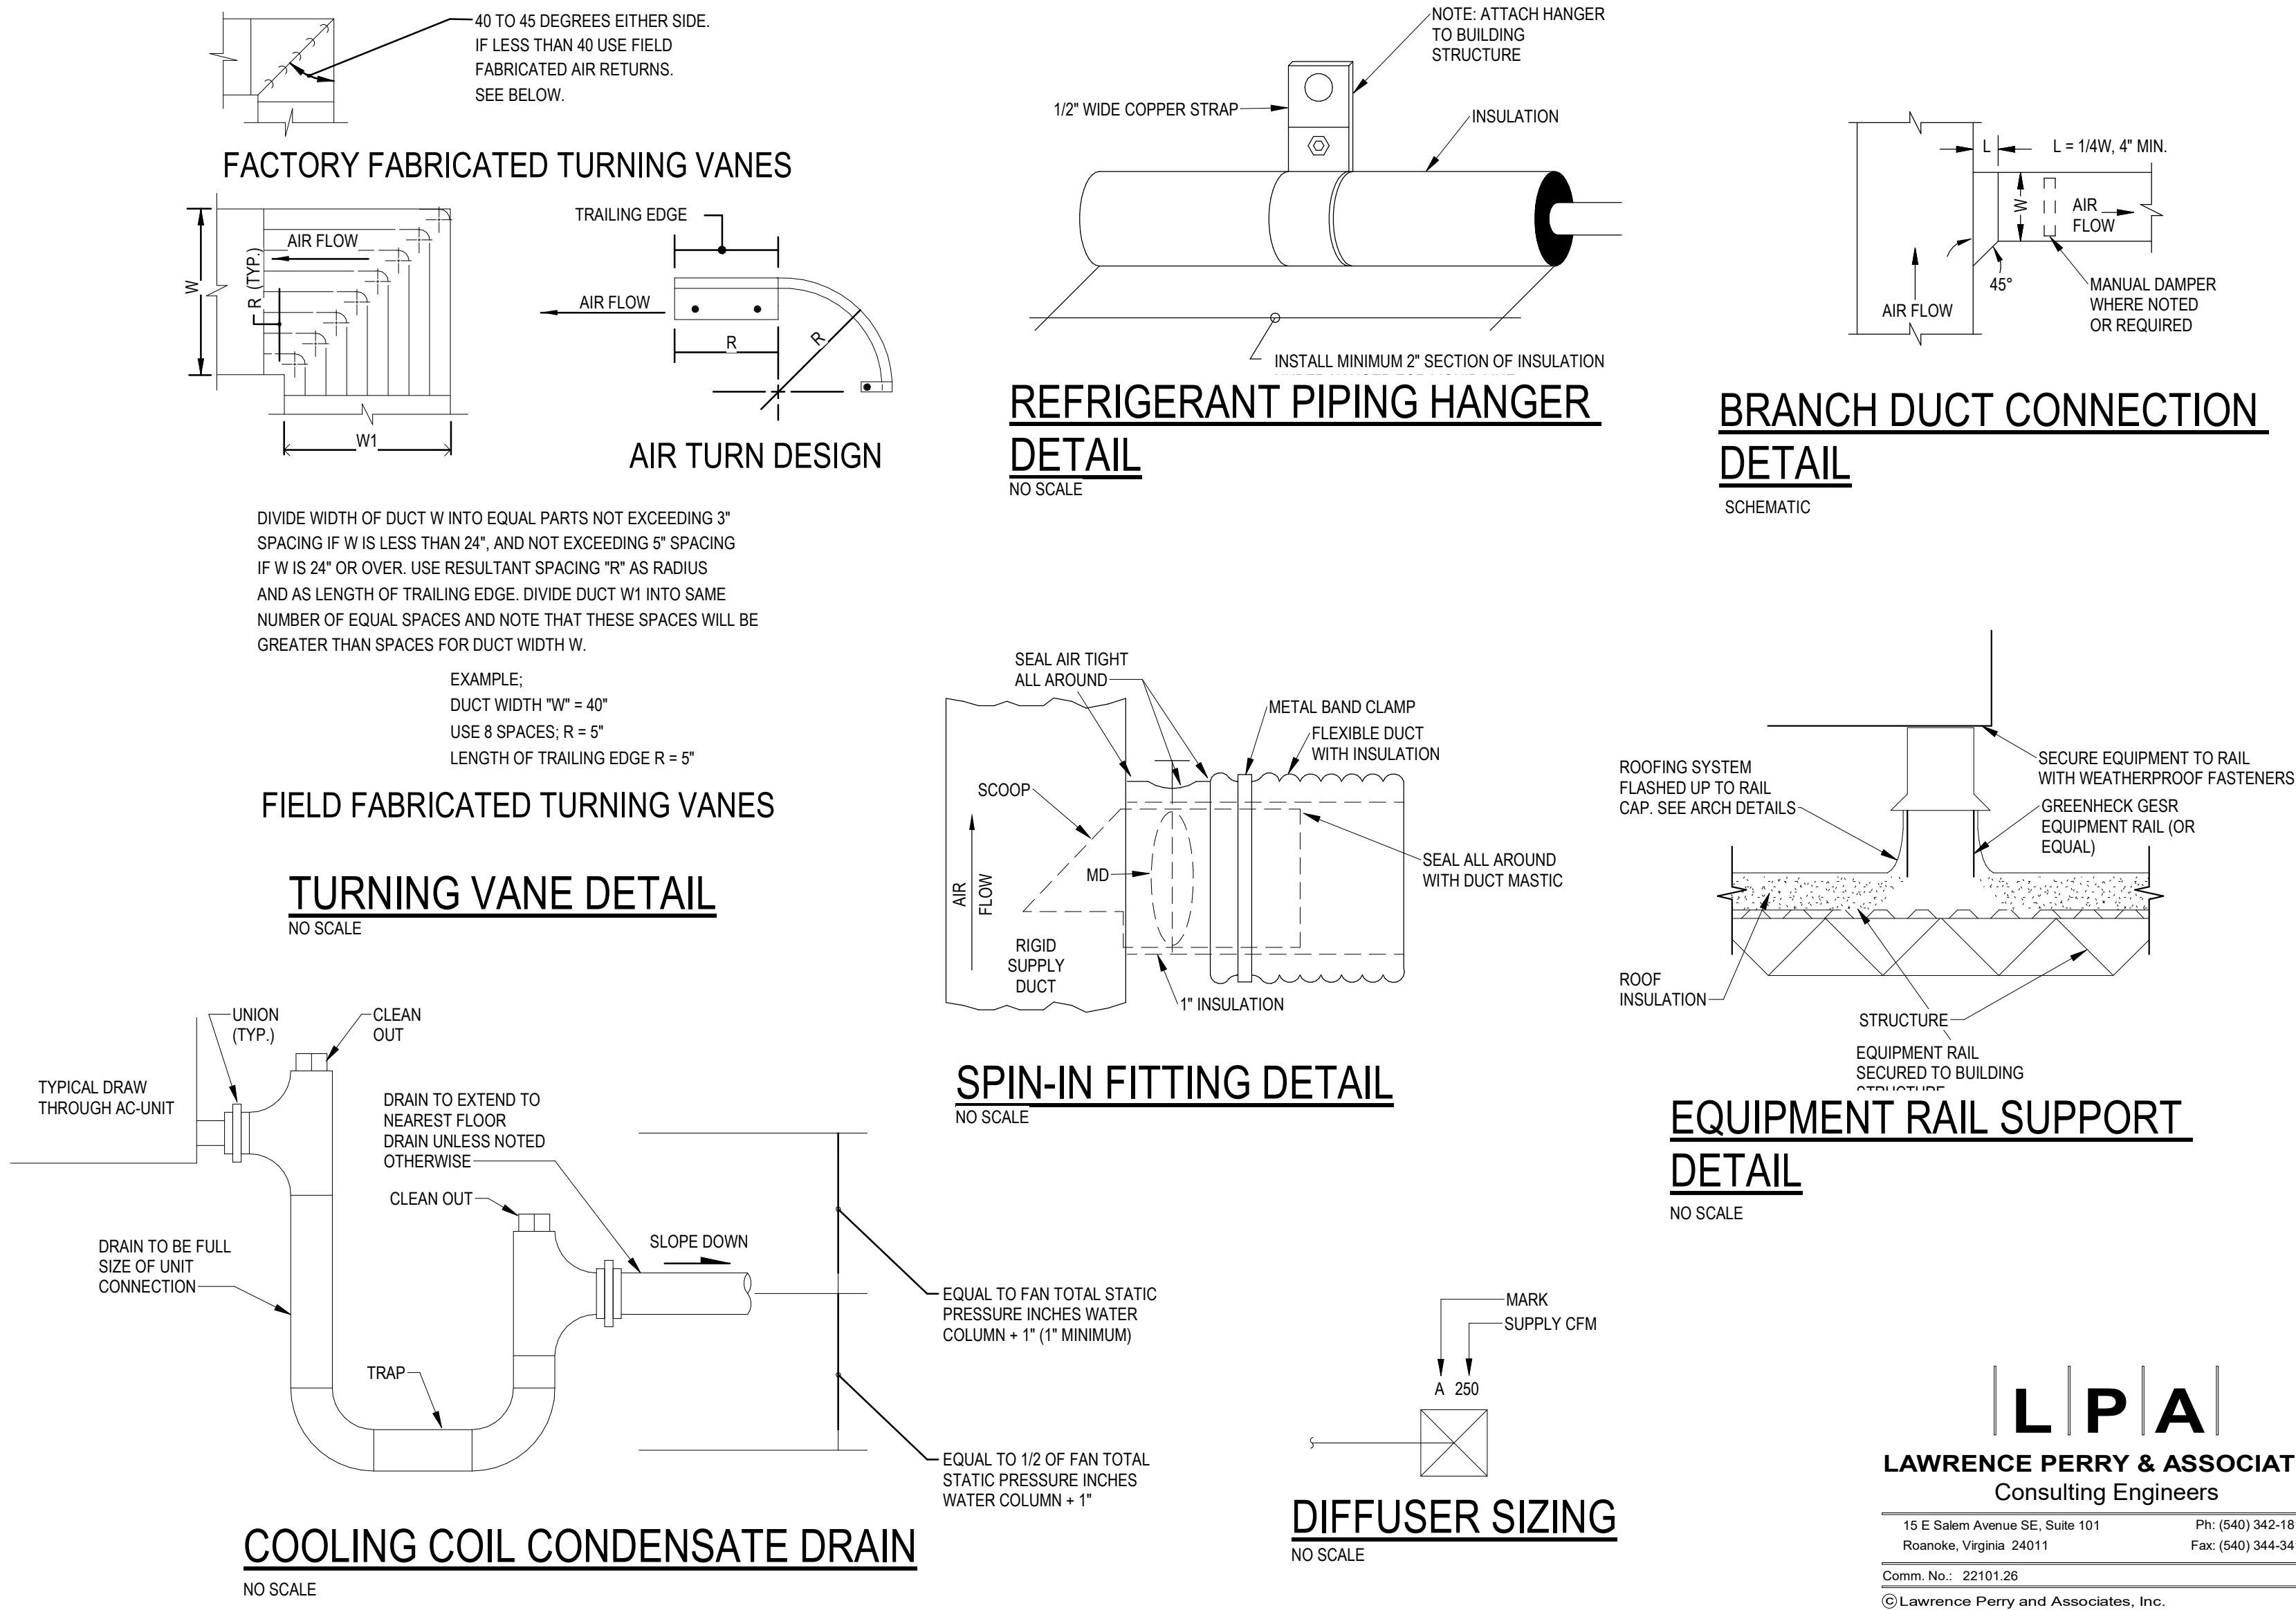 40 TO 45 DEGREES EITHER SIDE.
IF LESS THAN 40 USE FIELD
FABRICATED AIR RETURNS.
SEE BELOW.
FACTORY FABRICATED TURNING VANES
W
R (TYP.)
AIR FLOW
W1
TRAILING EDGE
AIR FLOW
R
R
AIR TURN DESIGN
DIVIDE WIDTH OF DUCT W INTO EQUAL PARTS NOT EXCEEDING 3"
SPACING IF W IS LESS THAN 24", AND NOT EXCEEDING 5" SPACING
IF W IS 24" OR OVER. USE RESULTANT SPACING "R" AS RADIUS
AND AS LENGTH OF TRAILING EDGE. DIVIDE DUCT W1 INTO SAME
NUMBER OF EQUAL SPACES AND NOTE THAT THESE SPACES WILL BE
GREATER THAN SPACES FOR DUCT WIDTH W.
EXAMPLE;
DUCT WIDTH "W" = 40"
USE 8 SPACES; R = 5"
LENGTH OF TRAILING EDGE R = 5"
FIELD FABRICATED TURNING VANES
TURNING VANE DETAIL
NO SCALE
NOTE: ATTACH HANGER
TO BUILDING
STRUCTURE
1/2" WIDE COPPER STRAP
INSULATION
INSTALL MINIMUM 2" SECTION OF INSULATION
REFRIGERANT PIPING HANGER
DETAIL
NO SCALE
L
L = 1/4W, 4" MIN.
W
AIR
FLOW
45°
AIR FLOW
MANUAL DAMPER
WHERE NOTED
OR REQUIRED
BRANCH DUCT CONNECTION
DETAIL
SCHEMATIC
SEAL AIR TIGHT
ALL AROUND
METAL BAND CLAMP
FLEXIBLE DUCT
WITH INSULATION
SCOOP
MD
AIR
FLOW
SEAL ALL AROUND
WITH DUCT MASTIC
RIGID
SUPPLY
DUCT
1" INSULATION
SPIN-IN FITTING DETAIL
NO SCALE
ROOFING SYSTEM
FLASHED UP TO RAIL
CAP. SEE ARCH DETAILS
SECURE EQUIPMENT TO RAIL
WITH WEATHERPROOF FASTENERS
GREENHECK GESR
EQUIPMENT RAIL (OR
EQUAL)
ROOF
INSULATION
STRUCTURE
EQUIPMENT RAIL
SECURED TO BUILDING
STRUCTURE
EQUIPMENT RAIL SUPPORT
DETAIL
NO SCALE
UNION
(TYP.)
CLEAN
OUT
TYPICAL DRAW
THROUGH AC-UNIT
DRAIN TO EXTEND TO
NEAREST FLOOR
DRAIN UNLESS NOTED
OTHERWISE
CLEAN OUT
SLOPE DOWN
DRAIN TO BE FULL
SIZE OF UNIT
CONNECTION
TRAP
EQUAL TO FAN TOTAL STATIC
PRESSURE INCHES WATER
COLUMN + 1" (1" MINIMUM)
EQUAL TO 1/2 OF FAN TOTAL
STATIC PRESSURE INCHES
WATER COLUMN + 1"
COOLING COIL CONDENSATE DRAIN
NO SCALE
MARK
SUPPLY CFM
A 250
DIFFUSER SIZING
NO SCALE
L P A
LAWRENCE PERRY & ASSOCIAT
Consulting Engineers
15 E Salem Avenue SE, Suite 101 Ph: (540) 342-18
Roanoke, Virginia 24011 Fax: (540) 344-34
Comm. No.: 22101.26
© Lawrence Perry and Associates, Inc.